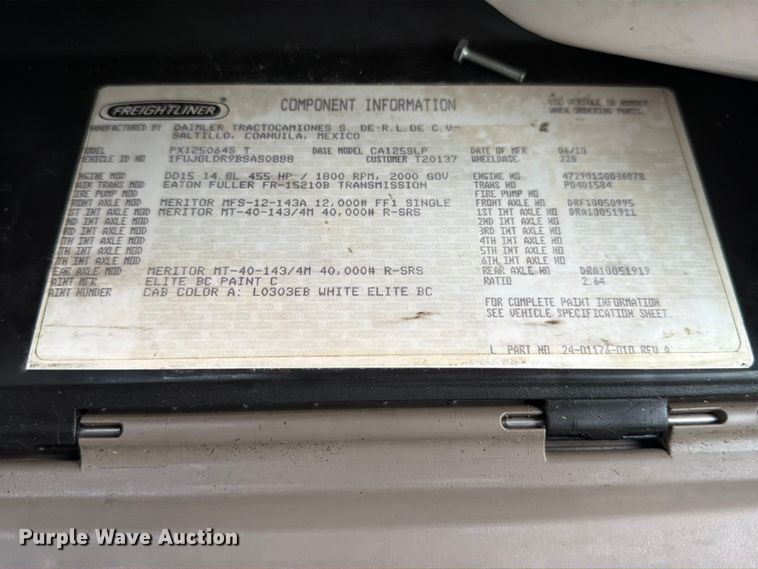 FREIGHTLINER
COMPONENT INFORMATION
USE VEHICLE ID NUMBER
WHEN ORDERING PARTS.
MANUFACTURED BY DAIMLER TRACTOCAMIONES S. DE-R.L.DE C.V-
SALTILLO, COAHUILA, MEXICO
MODEL PX125064S T BASE MODEL CA125SLP DATE OF MFR 06/10
1FUJGLDR9BSAS0888 CUSTOMER T20137 WHEELBASE 228
ENGINE MOD DD15 14.8L 455 HP / 1800 RPM, 2000 GOV ENGINE NO 472901S0036078
MAIN TRANS MOD EATON FULLER FR-15210B TRANSMISSION TRANS NO P0401584
FIRE PUMP MOD FIRE PUMP NO
FRONT AXLE MOD MERITOR MFS-12-143A 12,000# FF1 SINGLE FRONT AXLE NO DRF10050995
1ST INT AXLE MOD MERITOR MT-40-143/4M 40,000# R-SRS 1ST INT AXLE NO DRA10051911
2ND INT AXLE MOD 2ND INT AXLE NO
3RD INT AXLE MOD 3RD INT AXLE NO
4TH INT AXLE MOD 4TH INT AXLE NO
5TH INT AXLE MOD 5TH INT AXLE NO
6TH INT AXLE MOD 6TH INT AXLE NO
REAR AXLE MOD MERITOR MT-40-143/4M 40,000# R-SRS REAR AXLE NO DRA10051919
PAINT MFR ELITE BC PAINT C RATIO 2.64
PAINT NUMBER CAB COLOR A: L0303EB WHITE ELITE BC
FOR COMPLETE PAINT INFORMATION
SEE VEHICLE SPECIFICATION SHEET.
L PART NO 24-01176-010 REV A
Purple Wave Auction